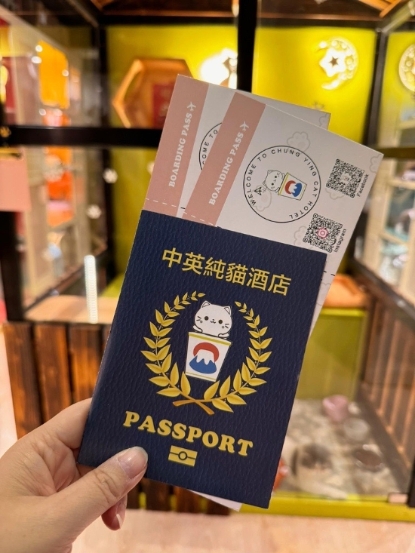 BOARDING PASS
BOARDING PASS
WELCOME TO CHUNG YING CAT HOTEL
中英純貓酒店
PASSPORT